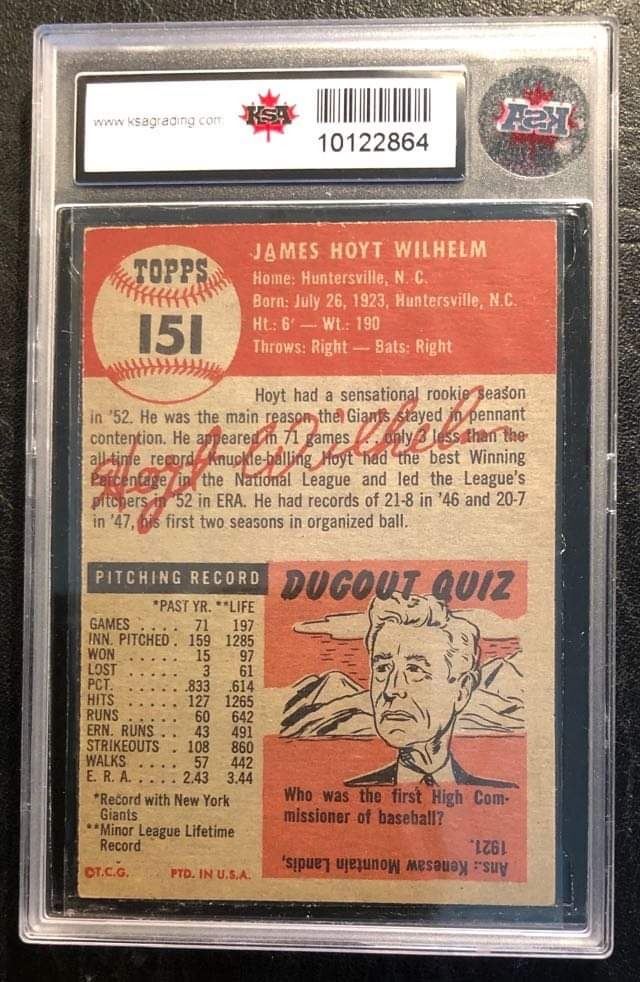 www.ksagrading.com KSA
10122864
KSA
TOPPS
151
JAMES HOYT WILHELM
Home: Huntersville, N. C.
Born: July 26, 1923, Huntersville, N.C.
Ht.: 6' — Wt.: 190
Throws: Right — Bats: Right
Hoyt had a sensational rookie season
in '52. He was the main reason the Giants stayed in pennant
contention. He appeared in 71 games . . . only 3 less than the
all-time record. Knuckle-balling Hoyt had the best Winning
Percentage in the National League and led the League's
pitchers in '52 in ERA. He had records of 21-8 in '46 and 20-7
in '47, his first two seasons in organized ball.
Hoyt Wilhelm
PITCHING RECORD
*PAST YR. **LIFE
GAMES . . . . 71 197
INN. PITCHED . 159 1285
WON . . . . . 15 97
LOST . . . . . 3 61
PCT. . . . . . .833 .614
HITS . . . . . 127 1265
RUNS . . . . . 60 642
ERN. RUNS . . 43 491
STRIKEOUTS . 108 860
WALKS . . . . 57 442
E. R. A. . . . . 2.43 3.44
*Record with New York
Giants
**Minor League Lifetime
Record
©T.C.G. PTD. IN U.S.A.
DUGOUT QUIZ
Who was the first High Com-
missioner of baseball?
Ans.: Kenesaw Mountain Landis,
1921.